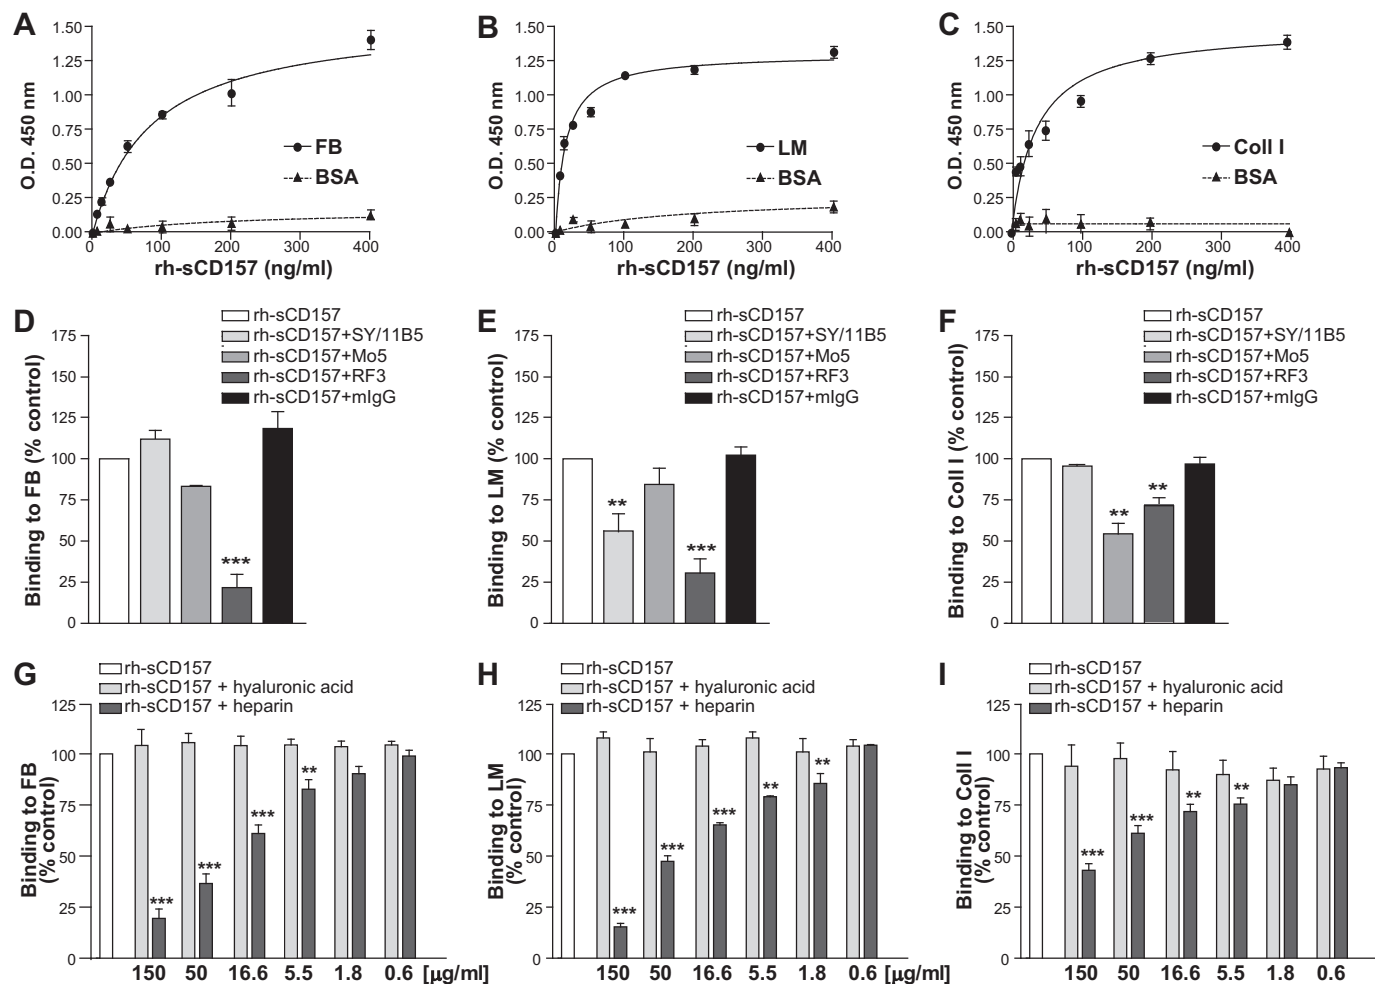 A
O.D. 450 nm
1.50
1.25
1.00
0.75
0.50
0.25
0.00
FB
BSA
0 100 200 300 400
rh-sCD157 (ng/ml)
B
O.D. 450 nm
1.50
1.25
1.00
0.75
0.50
0.25
0.00
LM
BSA
0 100 200 300 400
rh-sCD157 (ng/ml)
C
O.D. 450 nm
1.50
1.25
1.00
0.75
0.50
0.25
0.00
Coll I
BSA
0 100 200 300 400
rh-sCD157 (ng/ml)
D
rh-sCD157
rh-sCD157+SY/11B5
rh-sCD157+Mo5
rh-sCD157+RF3
rh-sCD157+mIgG
Binding to FB (% control)
175
150
125
100
75
50
25
0
***
E
rh-sCD157
rh-sCD157+SY/11B5
rh-sCD157+Mo5
rh-sCD157+RF3
rh-sCD157+mIgG
Binding to LM (% control)
175
150
125
100
75
50
25
0
**
***
F
rh-sCD157
rh-sCD157+SY/11B5
rh-sCD157+Mo5
rh-sCD157+RF3
rh-sCD157+mIgG
Binding to Coll I (% control)
175
150
125
100
75
50
25
0
**
**
G
rh-sCD157
rh-sCD157 + hyaluronic acid
rh-sCD157 + heparin
Binding to FB
(% control)
125
100
75
50
25
0
***
***
***
**
150 50 16.6 5.5 1.8 0.6 [µg/ml]
H
rh-sCD157
rh-sCD157 + hyaluronic acid
rh-sCD157 + heparin
Binding to LM
(% control)
125
100
75
50
25
0
***
***
***
**
**
150 50 16.6 5.5 1.8 0.6 [µg/ml]
I
rh-sCD157
rh-sCD157 + hyaluronic acid
rh-sCD157 + heparin
Binding to Coll I
(% control)
125
100
75
50
25
0
***
***
**
**
150 50 16.6 5.5 1.8 0.6